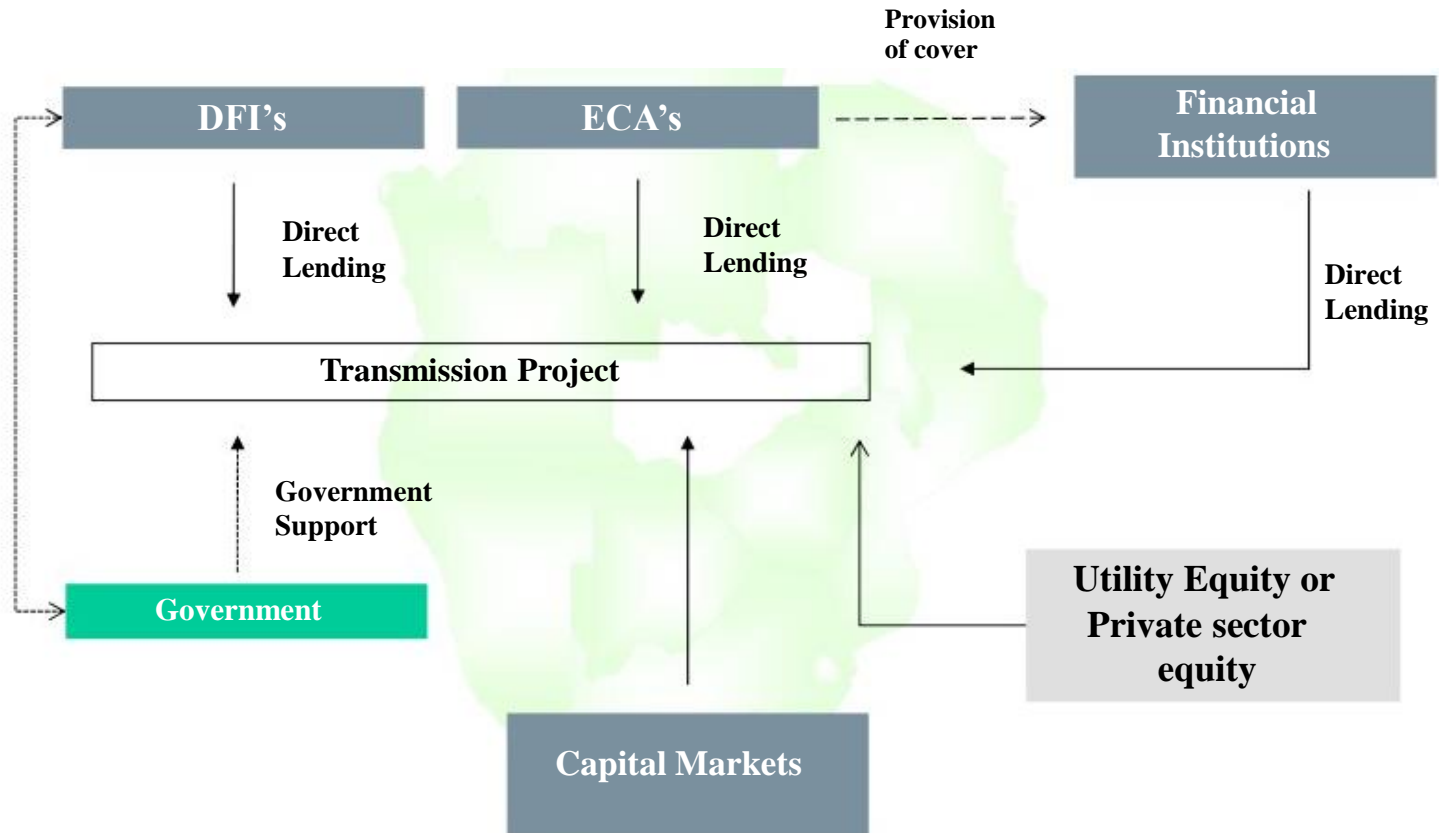 Provision
of cover
DFI's
ECA's
Financial
Institutions
Direct
Lending
Direct
Lending
Direct
Lending
Transmission Project
Government
Support
Government
Utility Equity or
Private sector
equity
Capital Markets